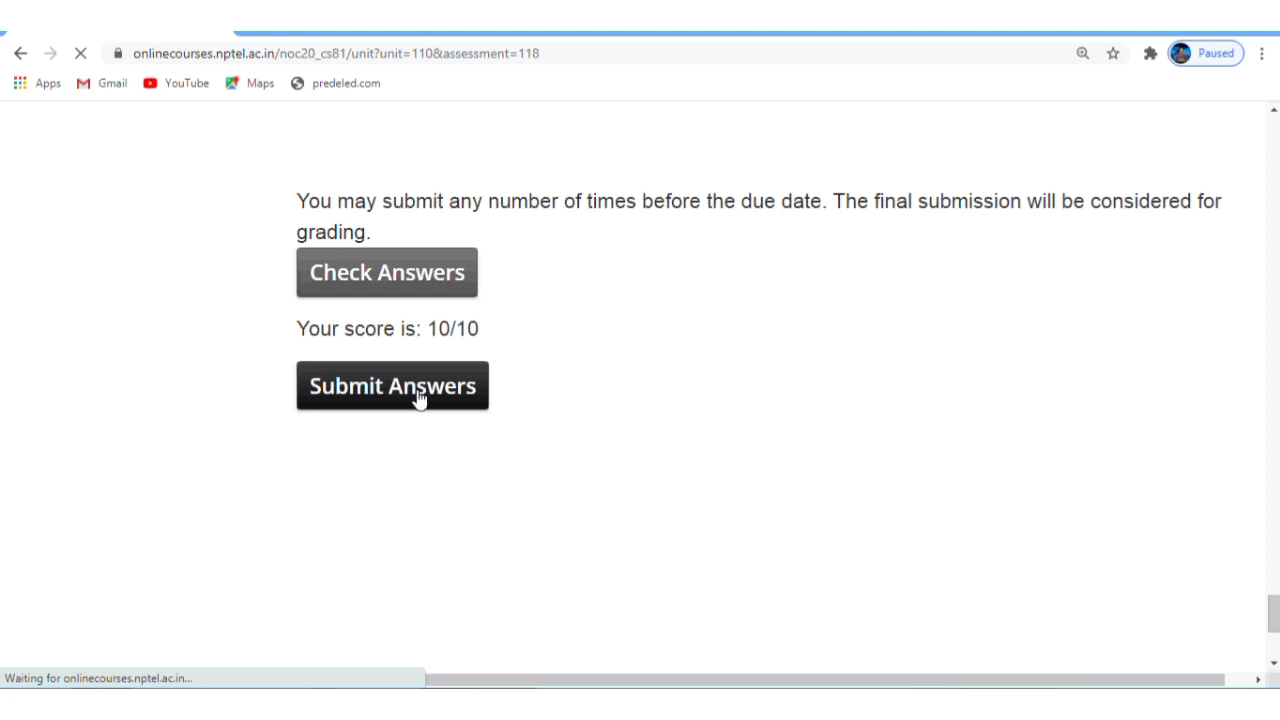 onlinecourses.nptel.ac.in/noc20_cs81/unit?unit=110&assessment=118
Paused
Apps Gmail YouTube Maps predeled.com
You may submit any number of times before the due date. The final submission will be considered for
grading.
Check Answers
Your score is: 10/10
Submit Answers
Waiting for onlinecourses.nptel.ac.in...